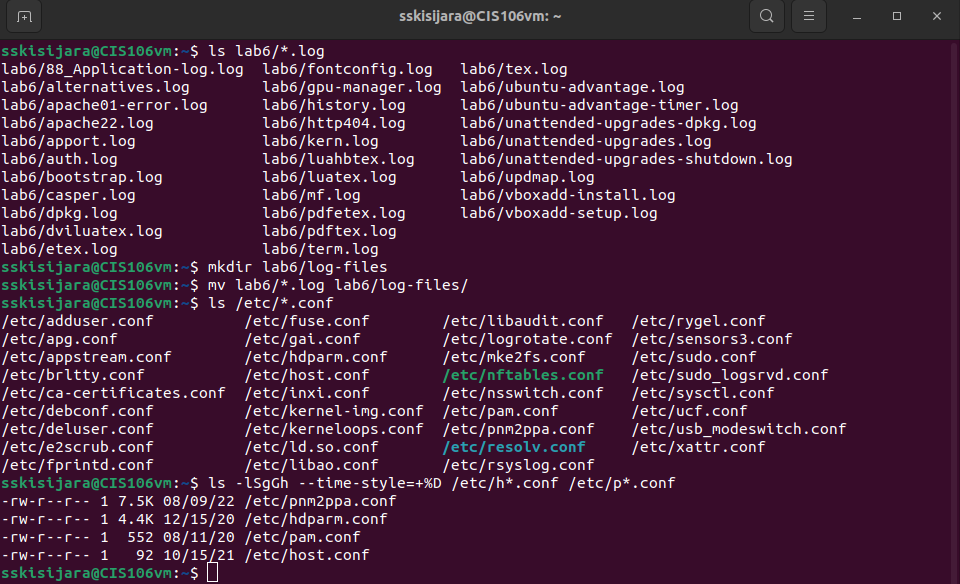 sskisijara@CIS106vm: ~
sskisijara@CIS106vm:~$ ls lab6/*.log
lab6/88_Application-log.log  lab6/fontconfig.log   lab6/tex.log
lab6/alternatives.log        lab6/gpu-manager.log  lab6/ubuntu-advantage.log
lab6/apache01-error.log      lab6/history.log      lab6/ubuntu-advantage-timer.log
lab6/apache22.log            lab6/http404.log      lab6/unattended-upgrades-dpkg.log
lab6/apport.log              lab6/kern.log         lab6/unattended-upgrades.log
lab6/auth.log                lab6/luahbtex.log     lab6/unattended-upgrades-shutdown.log
lab6/bootstrap.log           lab6/luatex.log       lab6/updmap.log
lab6/casper.log              lab6/mf.log           lab6/vboxadd-install.log
lab6/dpkg.log                lab6/pdfetex.log      lab6/vboxadd-setup.log
lab6/dviluatex.log           lab6/pdftex.log
lab6/etex.log                lab6/term.log
sskisijara@CIS106vm:~$ mkdir lab6/log-files
sskisijara@CIS106vm:~$ mv lab6/*.log lab6/log-files/
sskisijara@CIS106vm:~$ ls /etc/*.conf
/etc/adduser.conf          /etc/fuse.conf        /etc/libaudit.conf   /etc/rygel.conf
/etc/apg.conf              /etc/gai.conf         /etc/logrotate.conf  /etc/sensors3.conf
/etc/appstream.conf        /etc/hdparm.conf      /etc/mke2fs.conf     /etc/sudo.conf
/etc/brltty.conf           /etc/host.conf        /etc/nftables.conf   /etc/sudo_logsrvd.conf
/etc/ca-certificates.conf  /etc/inxi.conf        /etc/nsswitch.conf   /etc/sysctl.conf
/etc/debconf.conf          /etc/kernel-img.conf  /etc/pam.conf        /etc/ucf.conf
/etc/deluser.conf          /etc/kerneloops.conf  /etc/pnm2ppa.conf    /etc/usb_modeswitch.conf
/etc/e2scrub.conf          /etc/ld.so.conf       /etc/resolv.conf     /etc/xattr.conf
/etc/fprintd.conf          /etc/libao.conf       /etc/rsyslog.conf
sskisijara@CIS106vm:~$ ls -lSgGh --time-style=+%D /etc/h*.conf /etc/p*.conf
-rw-r--r-- 1 7.5K 08/09/22 /etc/pnm2ppa.conf
-rw-r--r-- 1 4.4K 12/15/20 /etc/hdparm.conf
-rw-r--r-- 1  552 08/11/20 /etc/pam.conf
-rw-r--r-- 1   92 10/15/21 /etc/host.conf
sskisijara@CIS106vm:~$